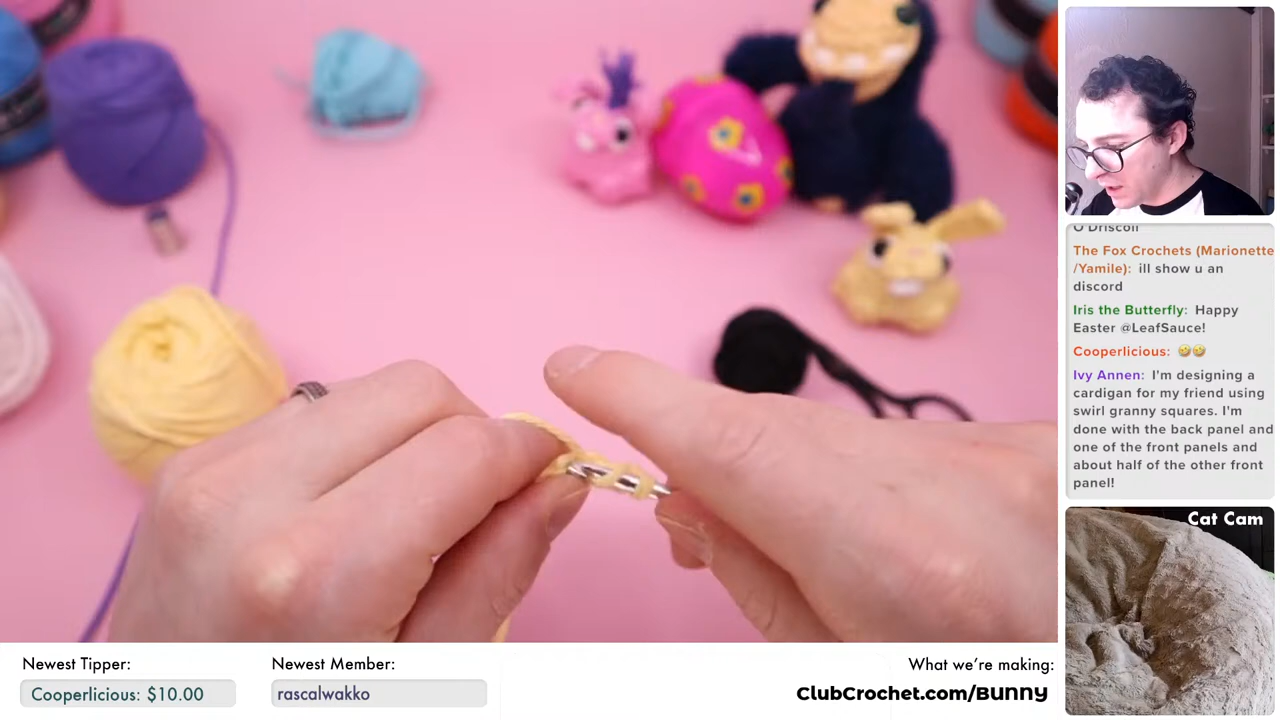 O'Driscoll
The Fox Crochets (Marionette
/Yamile): ill show u an
discord
Iris the Butterfly: Happy
Easter @LeafSauce!
Cooperlicious: 🤣🤣
Ivy Annen: I'm designing a
cardigan for my friend using
swirl granny squares. I'm
done with the back panel and
one of the front panels and
about half of the other front
panel!
Cat Cam
Newest Tipper:
Cooperlicious: $10.00
Newest Member:
rascalwakko
What we're making:
ClubCrochet.com/BUNNY